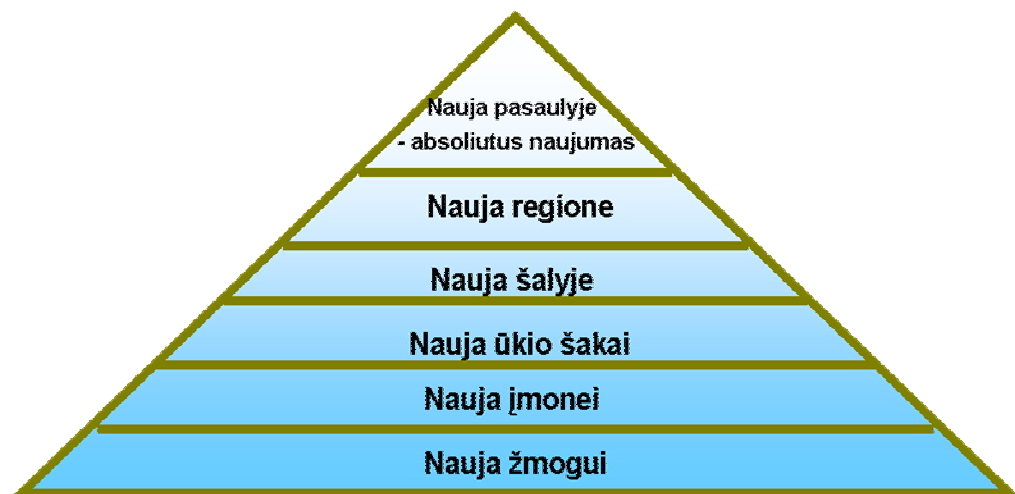 Nauja pasaulyje
- absoliutus naujumas
Nauja regione
Nauja šalyje
Nauja ūkio šakai
Nauja įmonei
Nauja žmogui